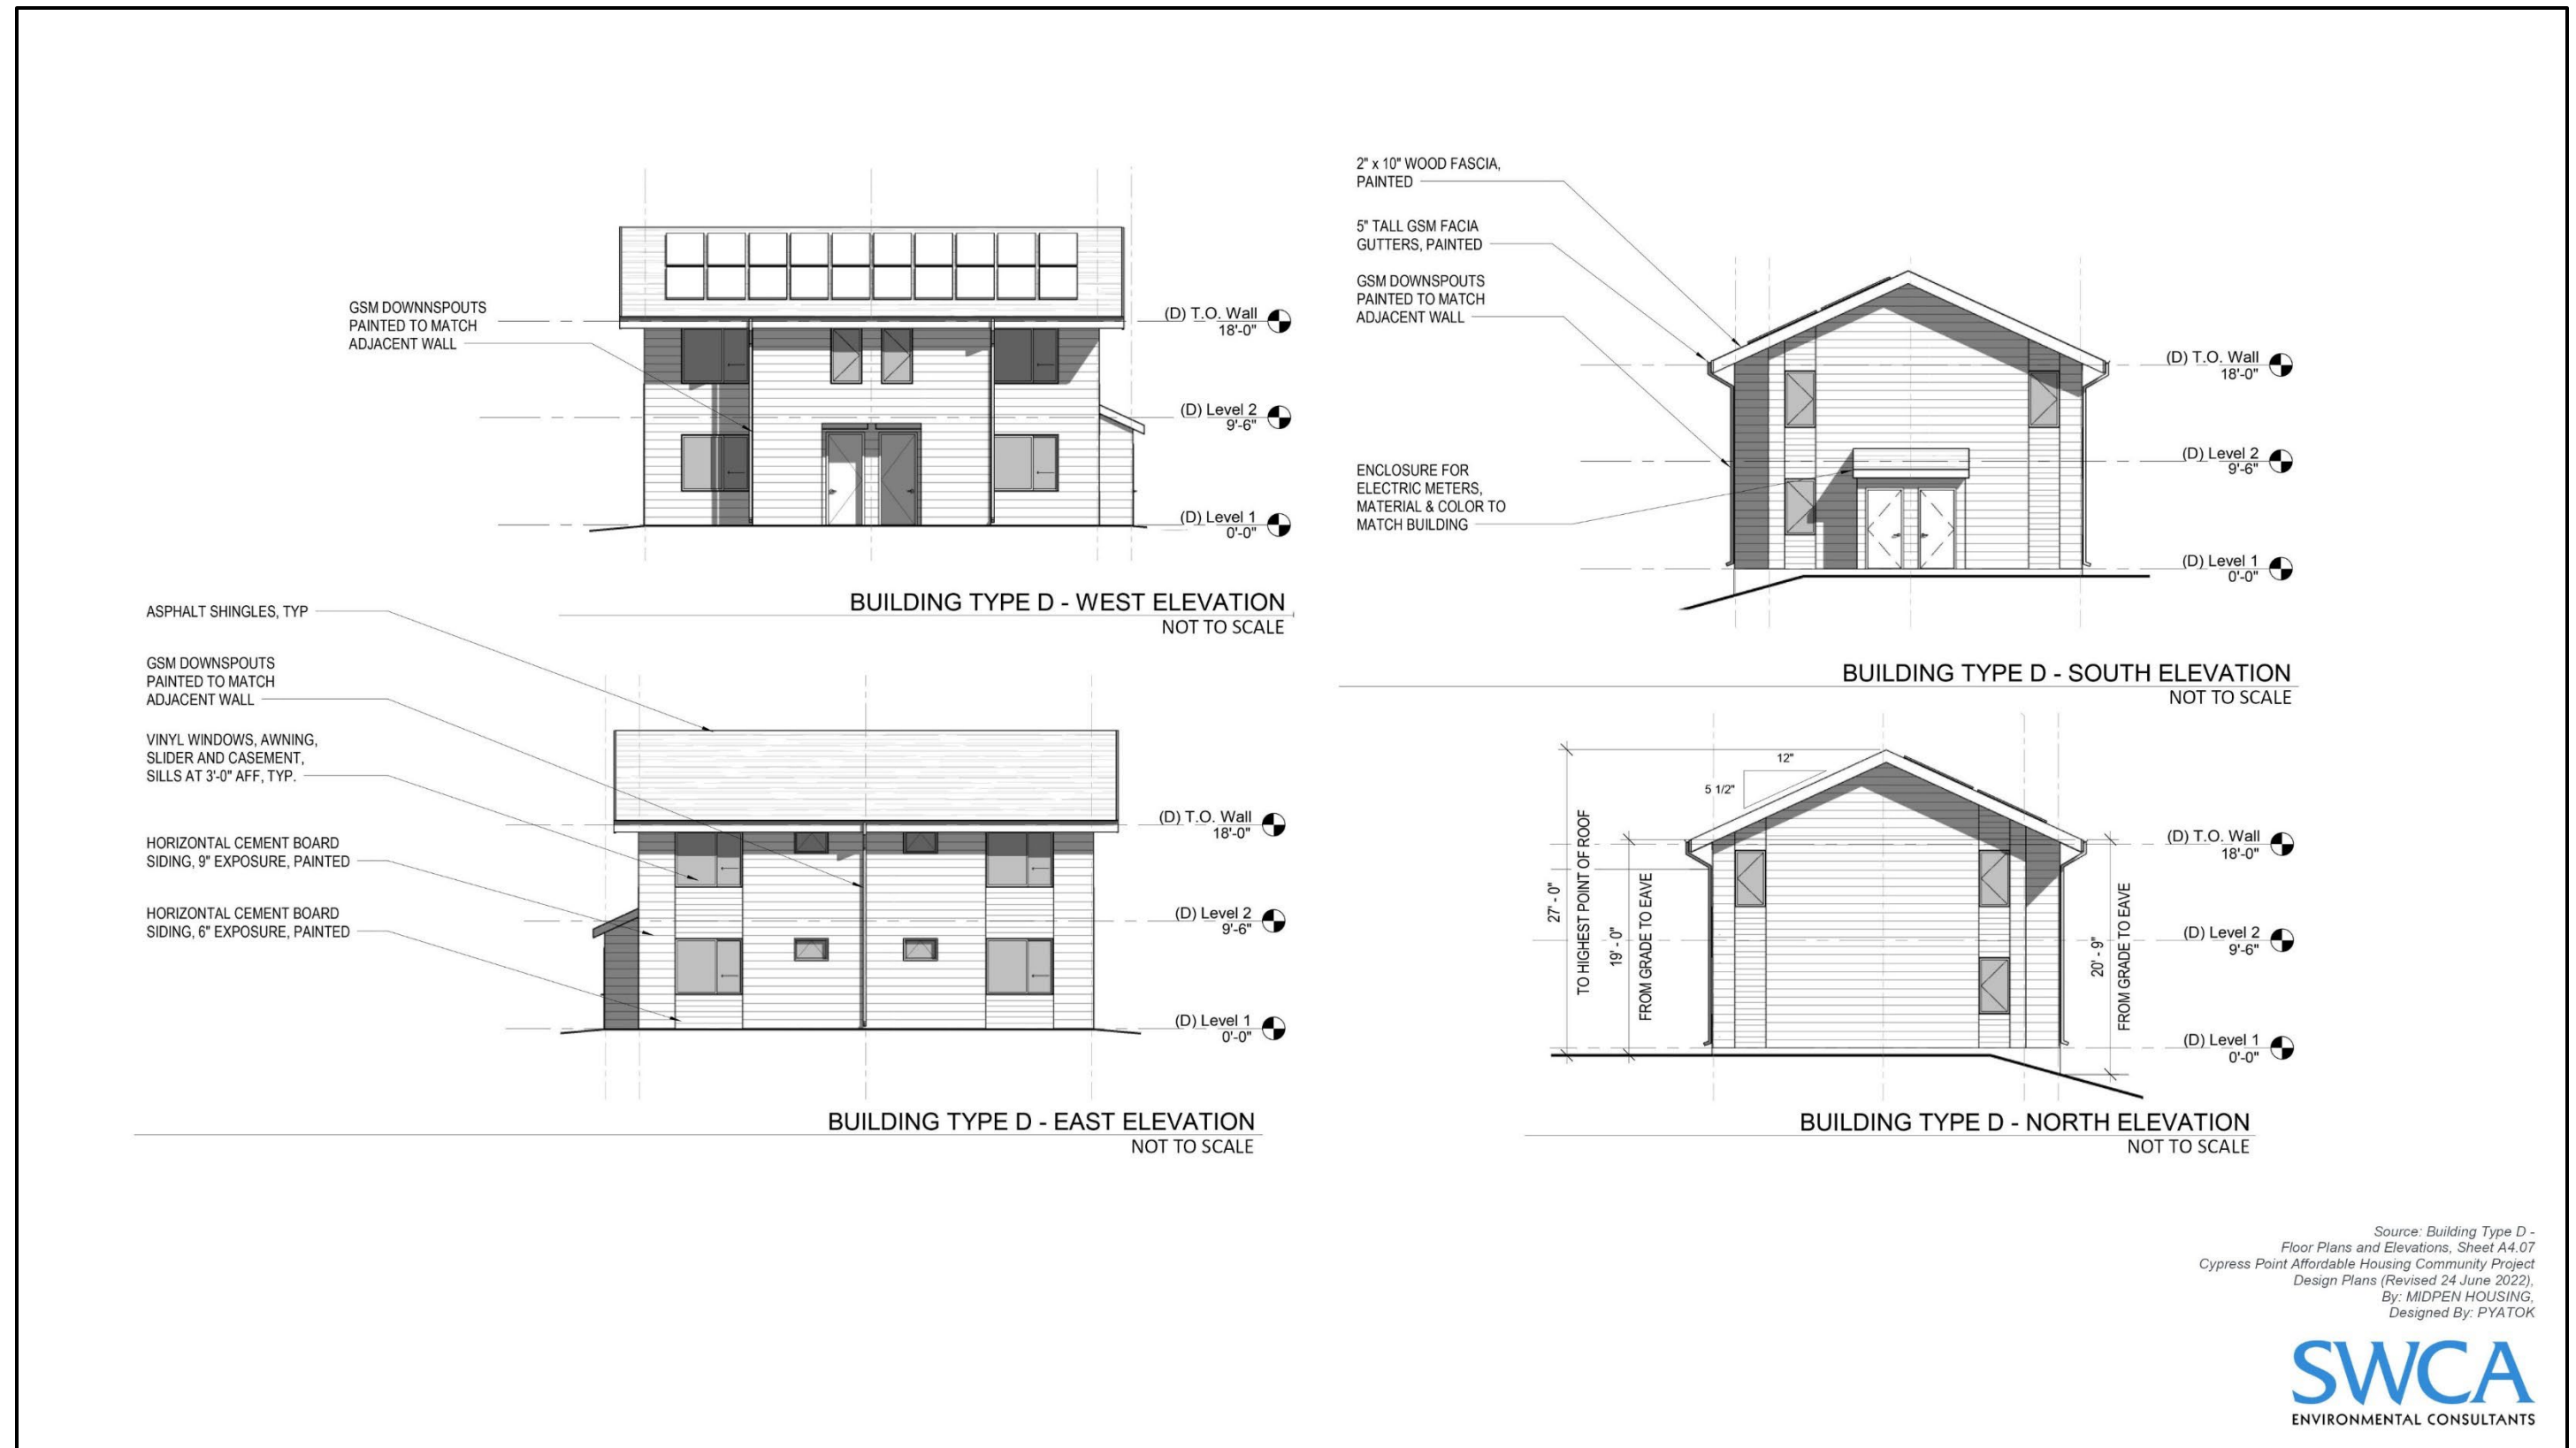 GSM DOWNNSPOUTS
PAINTED TO MATCH
ADJACENT WALL
(D) T.O. Wall
18'-0"
(D) Level 2
9'-6"
(D) Level 1
0'-0"
BUILDING TYPE D - WEST ELEVATION
NOT TO SCALE
2" x 10" WOOD FASCIA,
PAINTED
5" TALL GSM FACIA
GUTTERS, PAINTED
GSM DOWNSPOUTS
PAINTED TO MATCH
ADJACENT WALL
ENCLOSURE FOR
ELECTRIC METERS,
MATERIAL & COLOR TO
MATCH BUILDING
(D) T.O. Wall
18'-0"
(D) Level 2
9'-6"
(D) Level 1
0'-0"
BUILDING TYPE D - SOUTH ELEVATION
NOT TO SCALE
ASPHALT SHINGLES, TYP
GSM DOWNSPOUTS
PAINTED TO MATCH
ADJACENT WALL
VINYL WINDOWS, AWNING,
SLIDER AND CASEMENT,
SILLS AT 3'-0" AFF, TYP.
HORIZONTAL CEMENT BOARD
SIDING, 9" EXPOSURE, PAINTED
HORIZONTAL CEMENT BOARD
SIDING, 6" EXPOSURE, PAINTED
(D) T.O. Wall
18'-0"
(D) Level 2
9'-6"
(D) Level 1
0'-0"
BUILDING TYPE D - EAST ELEVATION
NOT TO SCALE
12"
5 1/2"
27' - 0"
TO HIGHEST POINT OF ROOF
19' - 0"
FROM GRADE TO EAVE
20' - 9"
FROM GRADE TO EAVE
(D) T.O. Wall
18'-0"
(D) Level 2
9'-6"
(D) Level 1
0'-0"
BUILDING TYPE D - NORTH ELEVATION
NOT TO SCALE
Source: Building Type D -
Floor Plans and Elevations, Sheet A4.07
Cypress Point Affordable Housing Community Project
Design Plans (Revised 24 June 2022),
By: MIDPEN HOUSING,
Designed By: PYATOK
SWCA
ENVIRONMENTAL CONSULTANTS